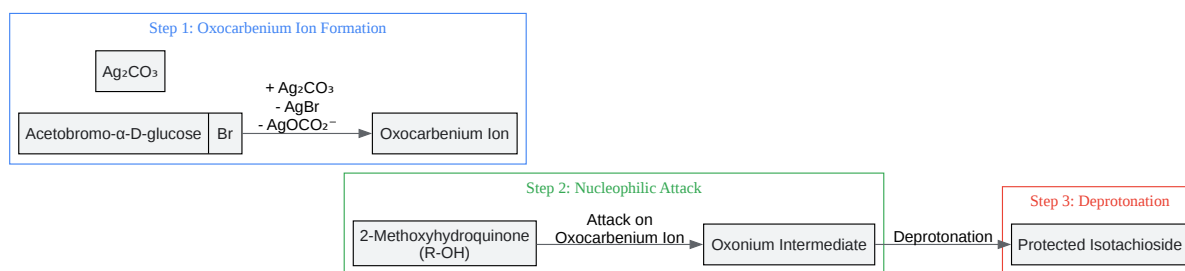 Step 1: Oxocarbenium Ion Formation
Ag₂CO₃
+ Ag₂CO₃
- AgBr
- AgOCO₂⁻
Acetobromo-α-D-glucose
Br
Oxocarbenium Ion
Step 2: Nucleophilic Attack
2-Methoxyhydroquinone
(R-OH)
Attack on
Oxocarbenium Ion
Oxonium Intermediate
Deprotonation
Step 3: Deprotonation
Protected Isotachioside